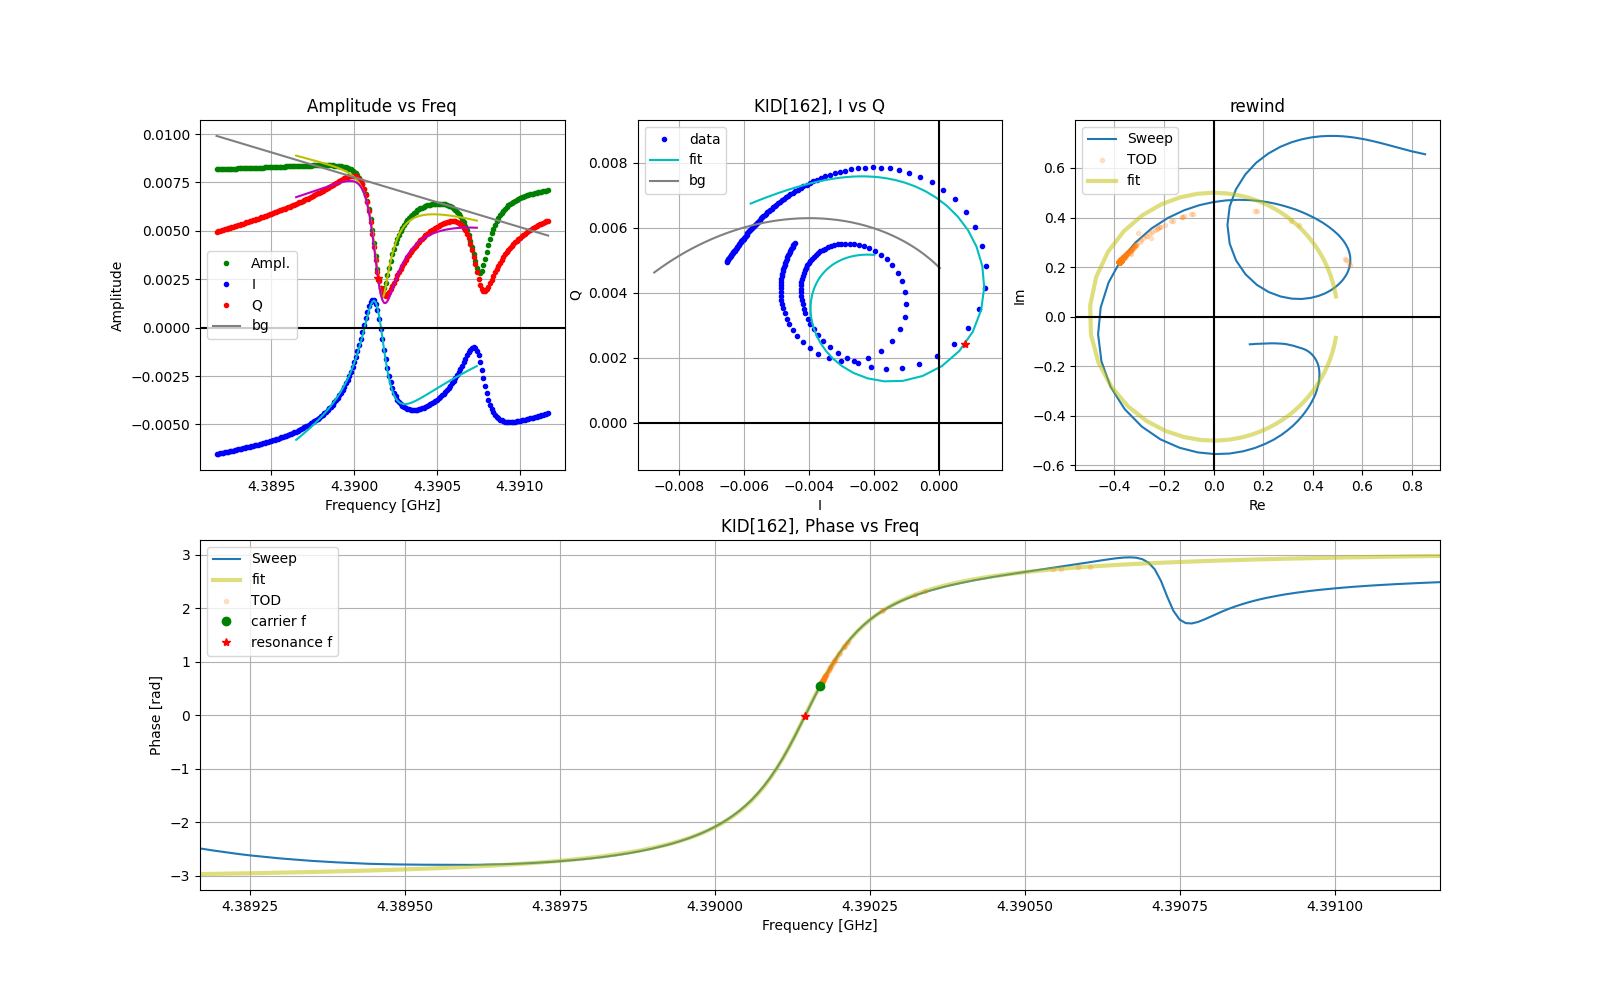 Amplitude vs Freq
Amplitude
0.0100
0.0075
0.0050
0.0025
0.0000
−0.0025
−0.0050
Ampl.
I
Q
bg
4.3895
4.3900
4.3905
4.3910
Frequency [GHz]
KID[162], I vs Q
Q
0.008
0.006
0.004
0.002
0.000
data
fit
bg
−0.008
−0.006
−0.004
−0.002
0.000
I
rewind
Im
0.6
0.4
0.2
0.0
−0.2
−0.4
−0.6
Sweep
TOD
fit
−0.4
−0.2
0.0
0.2
0.4
0.6
0.8
Re
KID[162], Phase vs Freq
Phase [rad]
3
2
1
0
−1
−2
−3
Sweep
fit
TOD
carrier f
resonance f
4.38925
4.38950
4.38975
4.39000
4.39025
4.39050
4.39075
4.39100
Frequency [GHz]